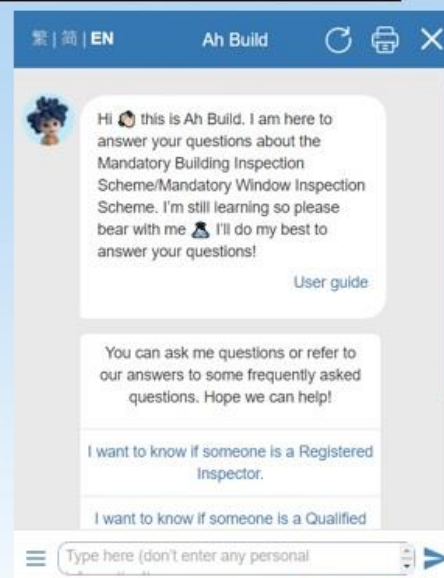 繁 | 简 | EN Ah Build
Hi this is Ah Build. I am here to
answer your questions about the
Mandatory Building Inspection
Scheme/Mandatory Window Inspection
Scheme. I'm still learning so please
bear with me I'll do my best to
answer your questions!
User guide
You can ask me questions or refer to
our answers to some frequently asked
questions. Hope we can help!
I want to know if someone is a Registered
Inspector.
I want to know if someone is a Qualified
Type here (don't enter any personal